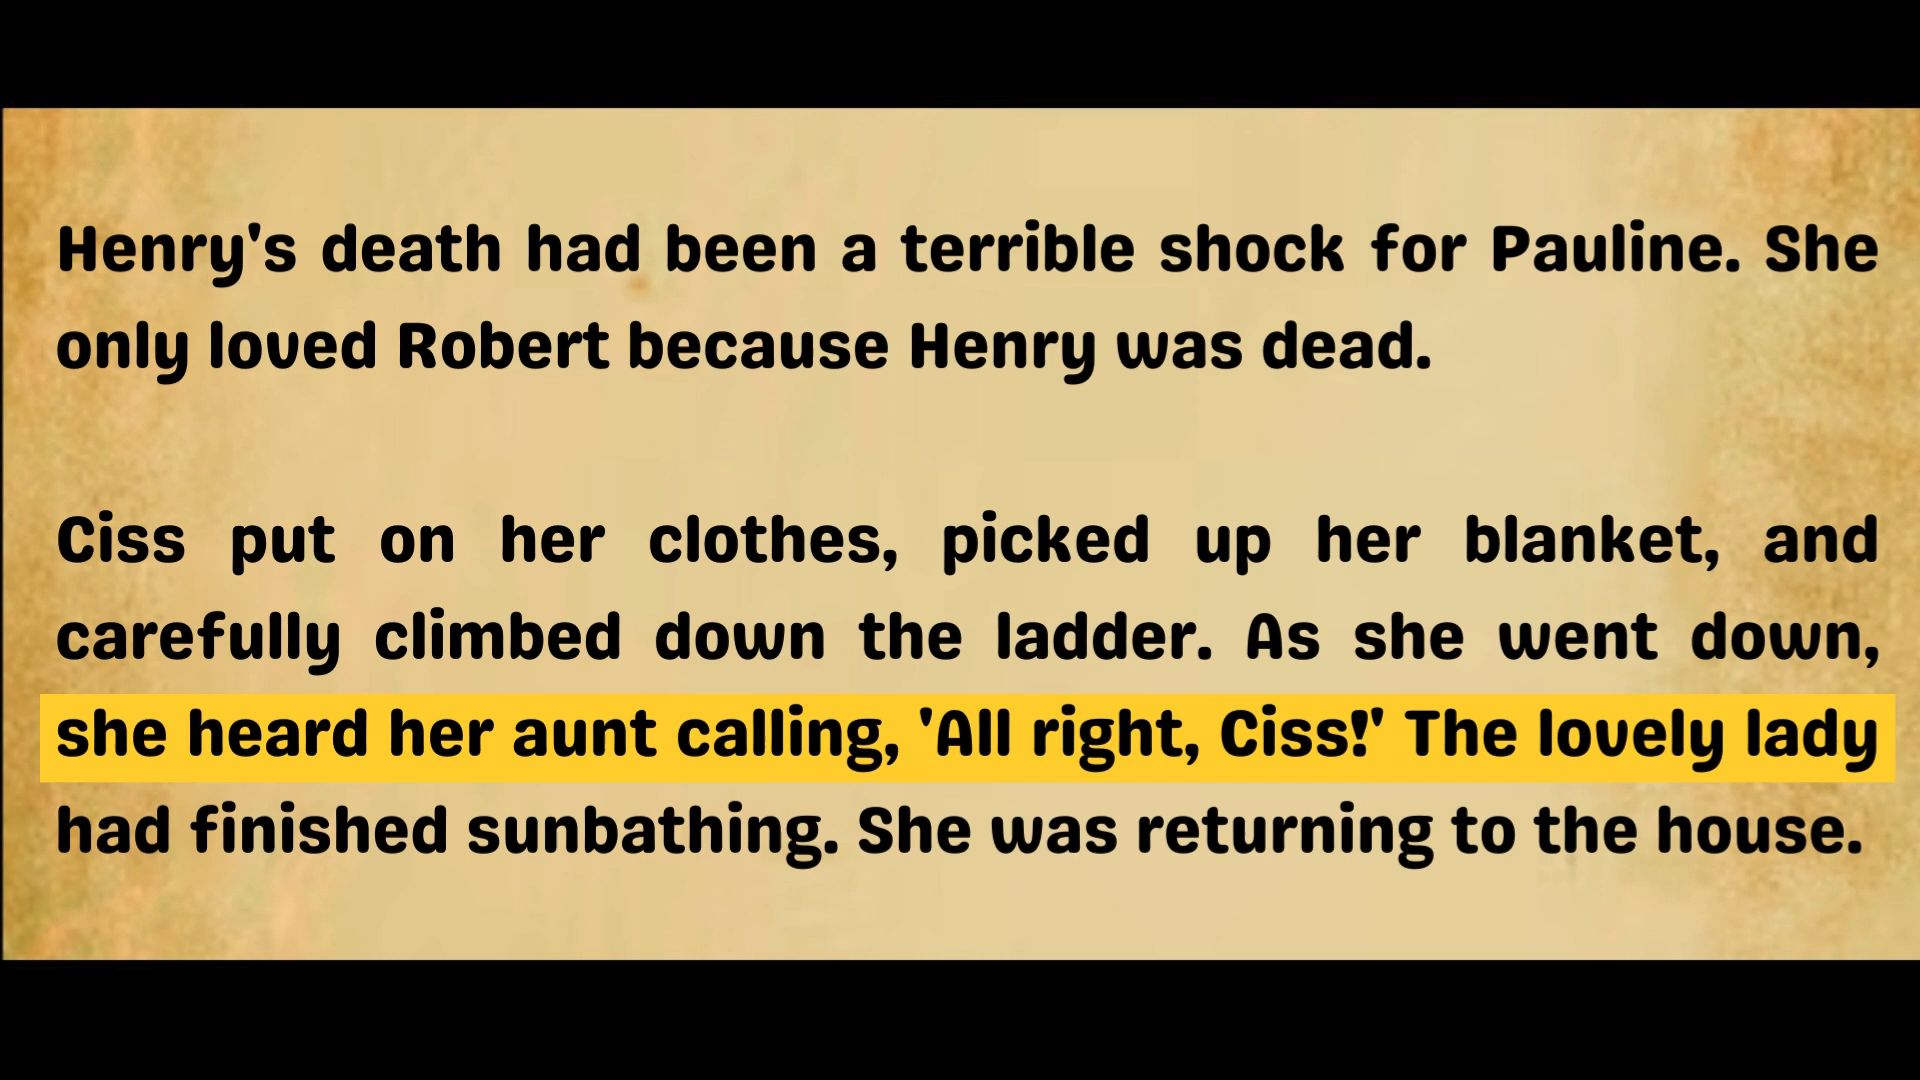 Henry's death had been a terrible shock for Pauline. She
only loved Robert because Henry was dead.
Ciss put on her clothes, picked up her blanket, and
carefully climbed down the ladder. As she went down,
she heard her aunt calling, 'All right, Ciss!' The lovely lady
had finished sunbathing. She was returning to the house.